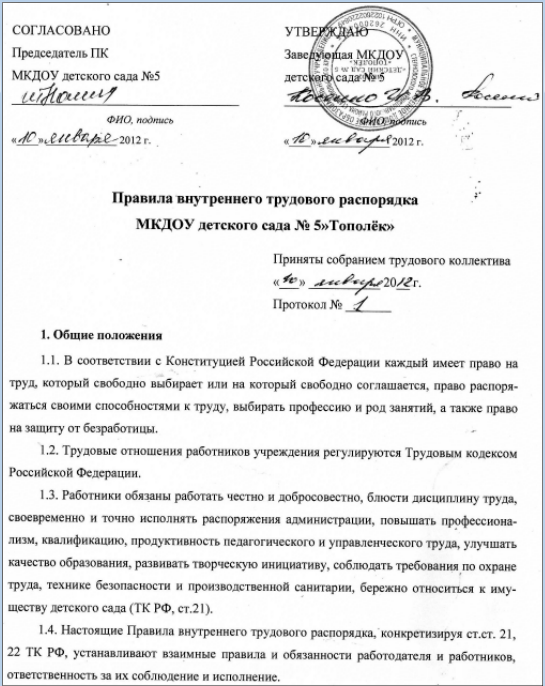 СОГЛАСОВАНО
Председатель ПК
МКДОУ детского сада №5
ФИО, подпись
«10» января 2012 г.
УТВЕРЖДАЮ
Заведующая МКДОУ
детского сада № 5
ФИО, подпись
«10» января 2012 г.
Правила внутреннего трудового распорядка
МКДОУ детского сада № 5»Тополёк»
Приняты собранием трудового коллектива
«10» января 2012 г.
Протокол № 1
1. Общие положения
1.1. В соответствии с Конституцией Российской Федерации каждый имеет право на
труд, который свободно выбирает или на который свободно соглашается, право распоря-
жаться своими способностями к труду, выбирать профессию и род занятий, а также право
на защиту от безработицы.
1.2. Трудовые отношения работников учреждения регулируются Трудовым кодексом
Российской Федерации.
1.3. Работники обязаны работать честно и добросовестно, блюсти дисциплину труда,
своевременно и точно исполнять распоряжения администрации, повышать профессиона-
лизм, квалификацию, продуктивность педагогического и управленческого труда, улучшать
качество образования, развивать творческую инициативу, соблюдать требования по охране
труда, технике безопасности и производственной санитарии, бережно относиться к иму-
ществу детского сада (ТК РФ, ст.21).
1.4. Настоящие Правила внутреннего трудового распорядка, конкретизируя ст.ст. 21,
22 ТК РФ, устанавливают взаимные правила и обязанности работодателя и работников,
ответственность за их соблюдение и исполнение.